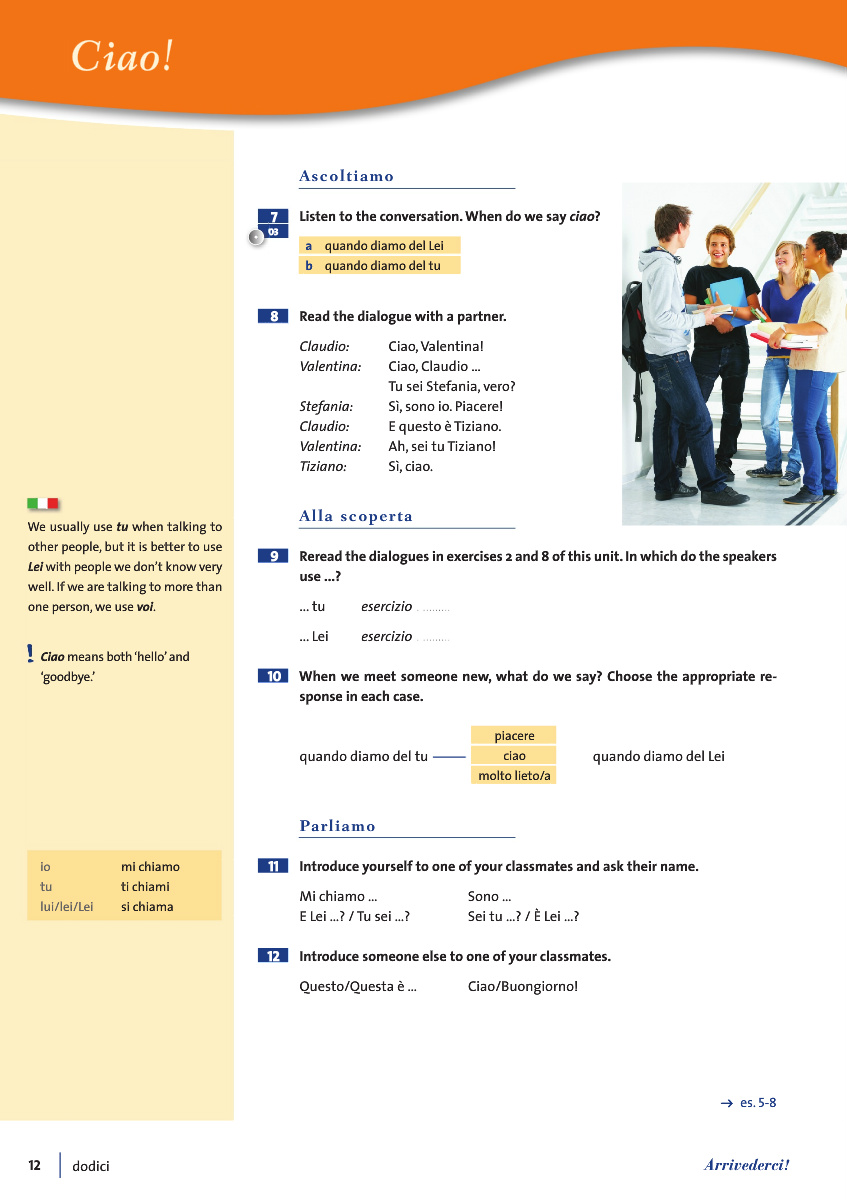 Ciao!
Ascoltiamo
7
03
Listen to the conversation. When do we say ciao?
a quando diamo del Lei
b quando diamo del tu
8
Read the dialogue with a partner.
Claudio: Ciao, Valentina!
Valentina: Ciao, Claudio ...
Tu sei Stefania, vero?
Stefania: Sì, sono io. Piacere!
Claudio: E questo è Tiziano.
Valentina: Ah, sei tu Tiziano!
Tiziano: Sì, ciao.
We usually use tu when talking to
other people, but it is better to use
Lei with people we don't know very
well. If we are talking to more than
one person, we use voi.
! Ciao means both 'hello' and
'goodbye.'
Alla scoperta
9
Reread the dialogues in exercises 2 and 8 of this unit. In which do the speakers
use ...?
... tu esercizio . .........
... Lei esercizio . .........
10
When we meet someone new, what do we say? Choose the appropriate re-
sponse in each case.
piacere
quando diamo del tu ciao quando diamo del Lei
molto lieto/a
Parliamo
io mi chiamo
tu ti chiami
lui/lei/Lei si chiama
11
Introduce yourself to one of your classmates and ask their name.
Mi chiamo ... Sono ...
E Lei ...? / Tu sei ...? Sei tu ...? / È Lei ...?
12
Introduce someone else to one of your classmates.
Questo/Questa è ... Ciao/Buongiorno!
→ es. 5-8
12 dodici
Arrivederci!